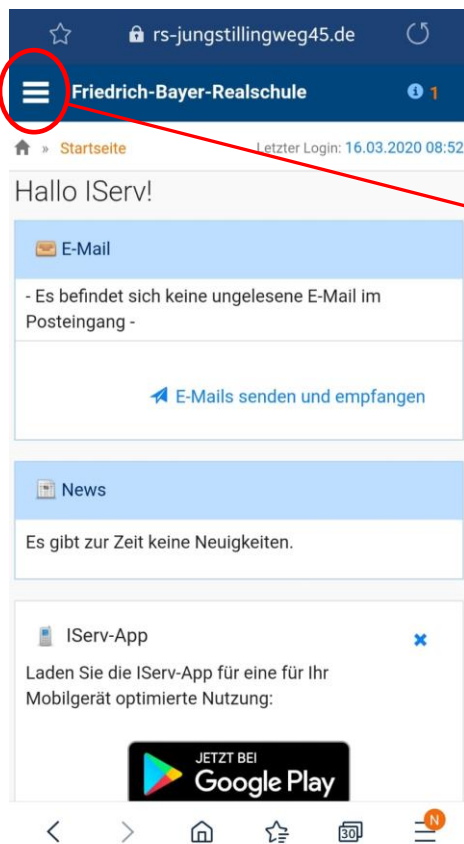 rs-jungstillingweg45.de
Friedrich-Bayer-Realschule
1
» Startseite
Letzter Login: 16.03.2020 08:52
Hallo IServ!
E-Mail
- Es befindet sich keine ungelesene E-Mail im
Posteingang -
E-Mails senden und empfangen
News
Es gibt zur Zeit keine Neuigkeiten.
IServ-App
Laden Sie die IServ-App für eine für Ihr
Mobilgerät optimierte Nutzung:
JETZT BEI
Google Play
30
N